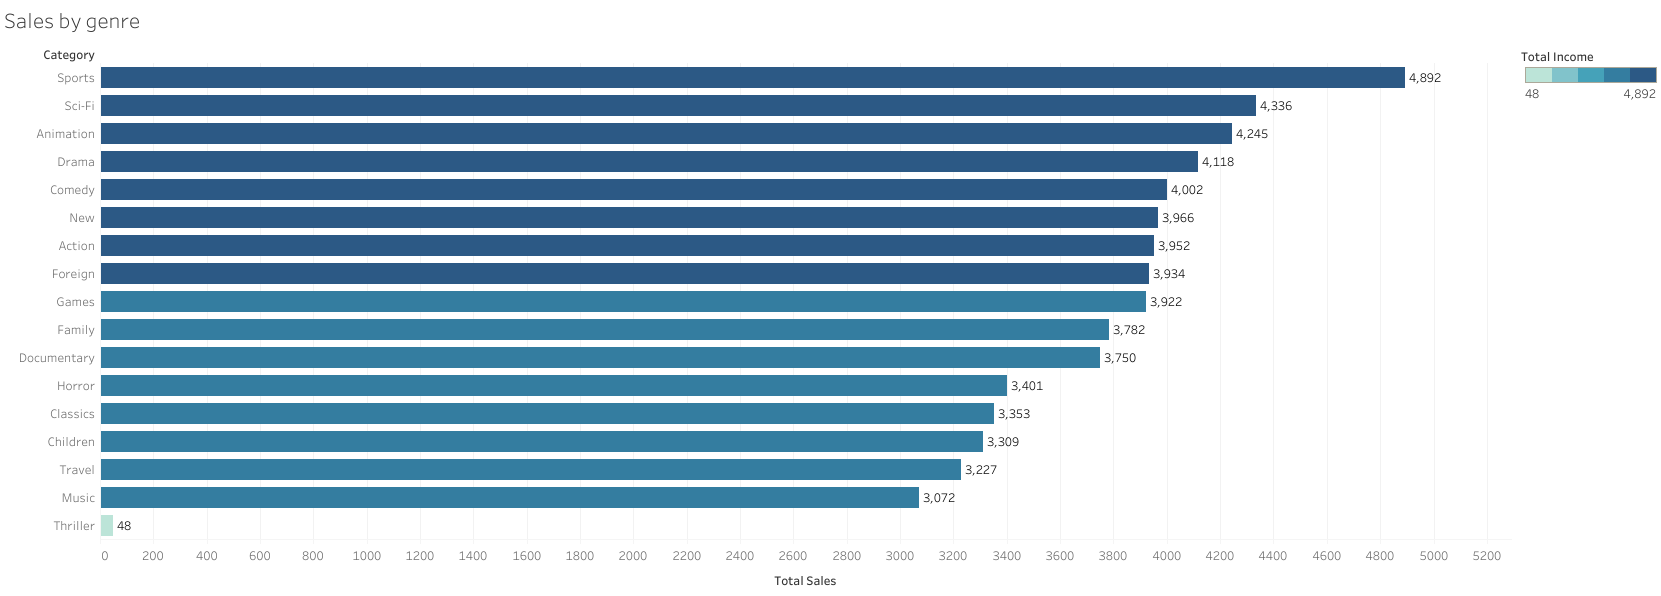 Sales by genre
Category
Total Income
48 4,892
Sports 4,892
Sci-Fi 4,336
Animation 4,245
Drama 4,118
Comedy 4,002
New 3,966
Action 3,952
Foreign 3,934
Games 3,922
Family 3,782
Documentary 3,750
Horror 3,401
Classics 3,353
Children 3,309
Travel 3,227
Music 3,072
Thriller 48
0 200 400 600 800 1000 1200 1400 1600 1800 2000 2200 2400 2600 2800 3000 3200 3400 3600 3800 4000 4200 4400 4600 4800 5000 5200
Total Sales